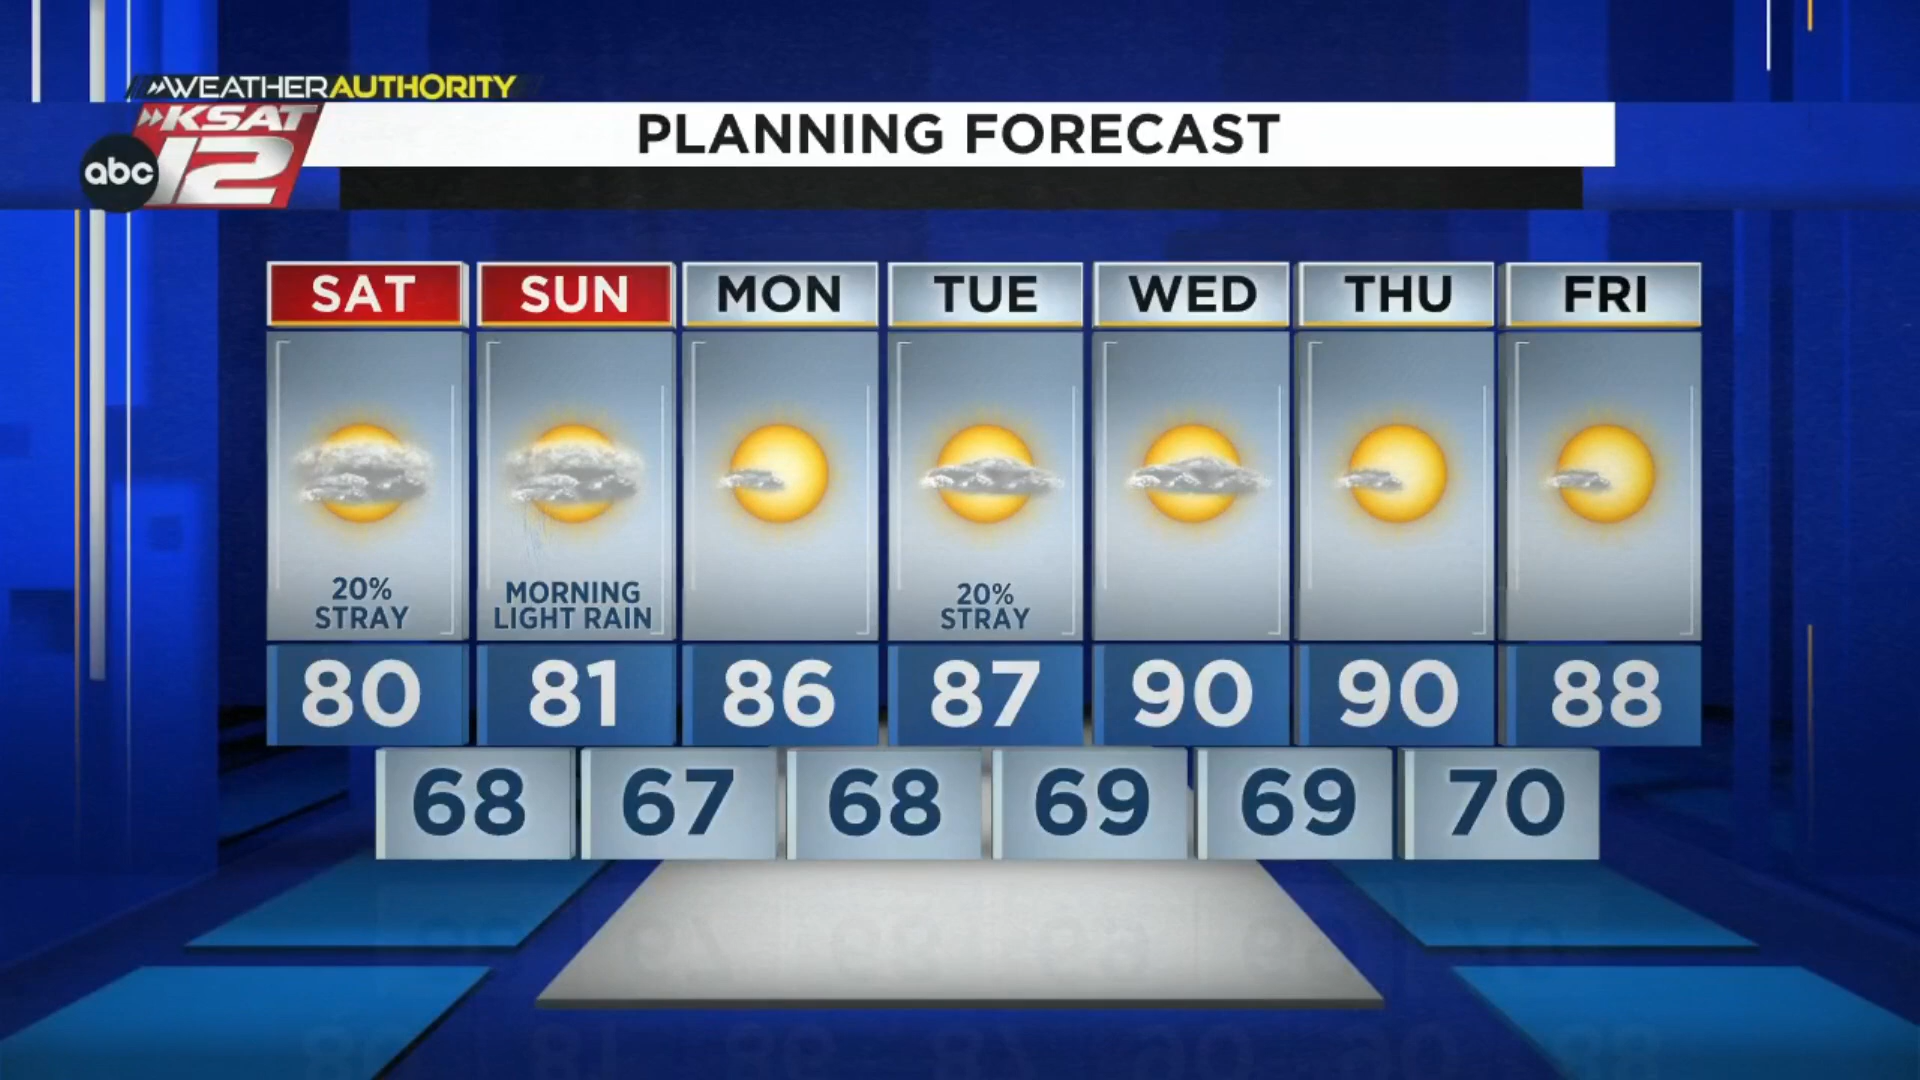 WEATHERAUTHORITY
KSAT
abc 12
PLANNING FORECAST
SAT SUN MON TUE WED THU FRI
20% STRAY
MORNING LIGHT RAIN
20% STRAY
80 81 86 87 90 90 88
68 67 68 69 69 70